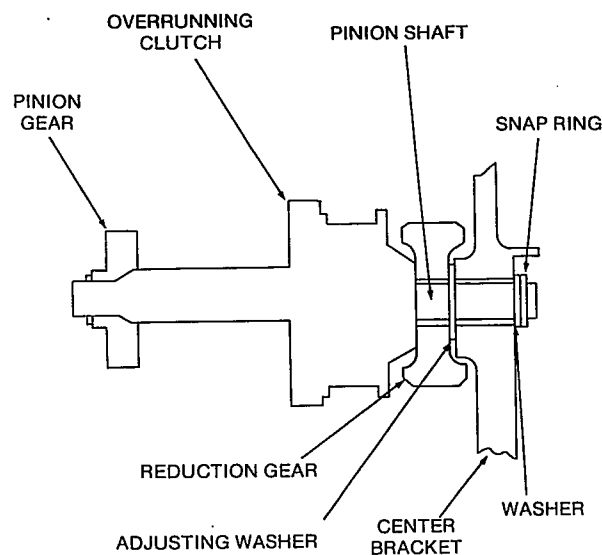 OVERRUNNING
CLUTCH
PINION SHAFT
PINION
GEAR
SNAP RING
REDUCTION GEAR
ADJUSTING WASHER
CENTER
BRACKET
WASHER